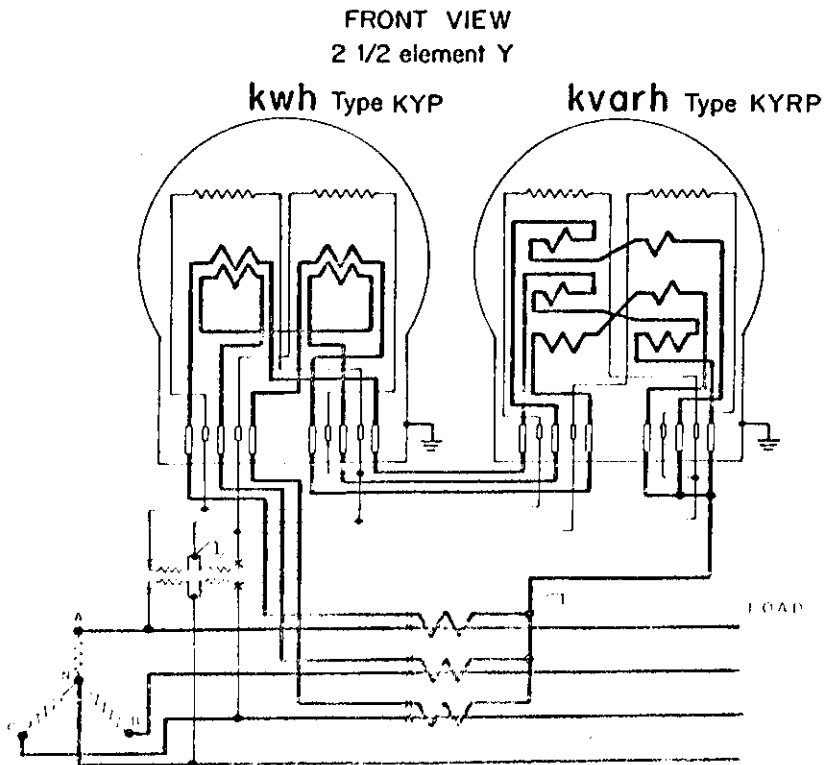 FRONT VIEW
2 1/2 element Y
kwh Type KYP
kvarh Type KYRP
A
LOAD
N
C
B